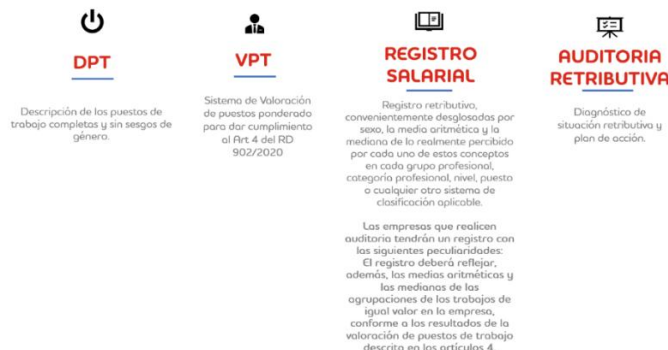 DPT
Descripción de los puestos de
trabajo completas y sin sesgos de
género.
VPT
Sistema de Valoración
de puestos ponderado
para dar cumplimiento
al Art 4 del RD
902/2020
REGISTRO
SALARIAL
Registro retributivo,
convenientemente desglosadas por
sexo, la media aritmética y la
mediana de lo realmente percibido
por cada uno de estos conceptos
en cada grupo profesional,
categoría profesional, nivel, puesto
o cualquier otro sistema de
clasificación aplicable.
Las empresas que realicen
auditoria tendrán un registro con
las siguientes peculiaridades:
El registro deberá reflejar,
además, las medias aritméticas y
las medianas de las
agrupaciones de los trabajos de
igual valor en la empresa,
conforme a los resultados de la
valoración de puestos de trabajo
descrita en los artículos 4,
AUDITORIA
RETRIBUTIVA
Diagnóstico de
situación retributiva y
plan de acción.